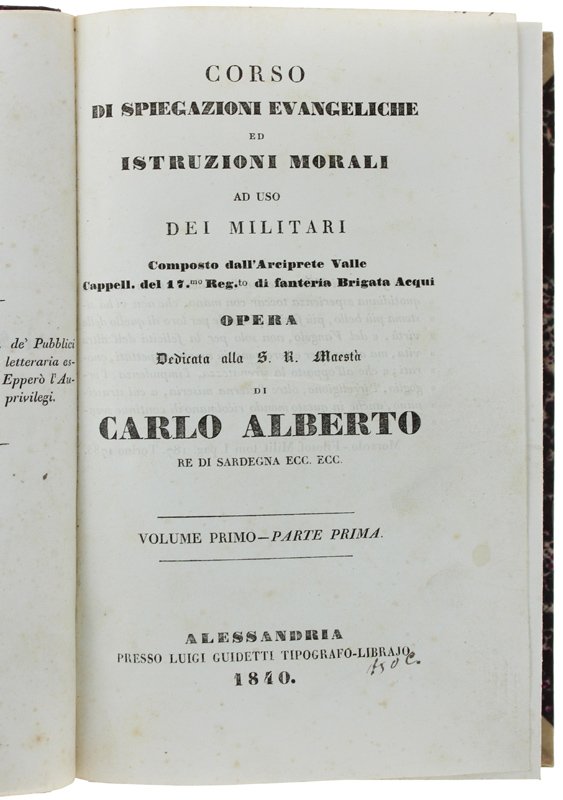 de' Pubblici
letteraria es-
Epperò l'Au-
privilegi.
CORSO
DI SPIEGAZIONI EVANGELICHE
ED
ISTRUZIONI MORALI
AD USO
DEI MILITARI
Composto dall'Arciprete Valle
Cappell. del 17.mo Reg.to di fanteria Brigata Acqui
OPERA
Dedicata alla S. R. Maestà
DI
CARLO ALBERTO
RE DI SARDEGNA ECC. ECC.
VOLUME PRIMO—PARTE PRIMA.
ALESSANDRIA
PRESSO LUIGI GUIDETTI TIPOGRAFO-LIBRAJO
1840.